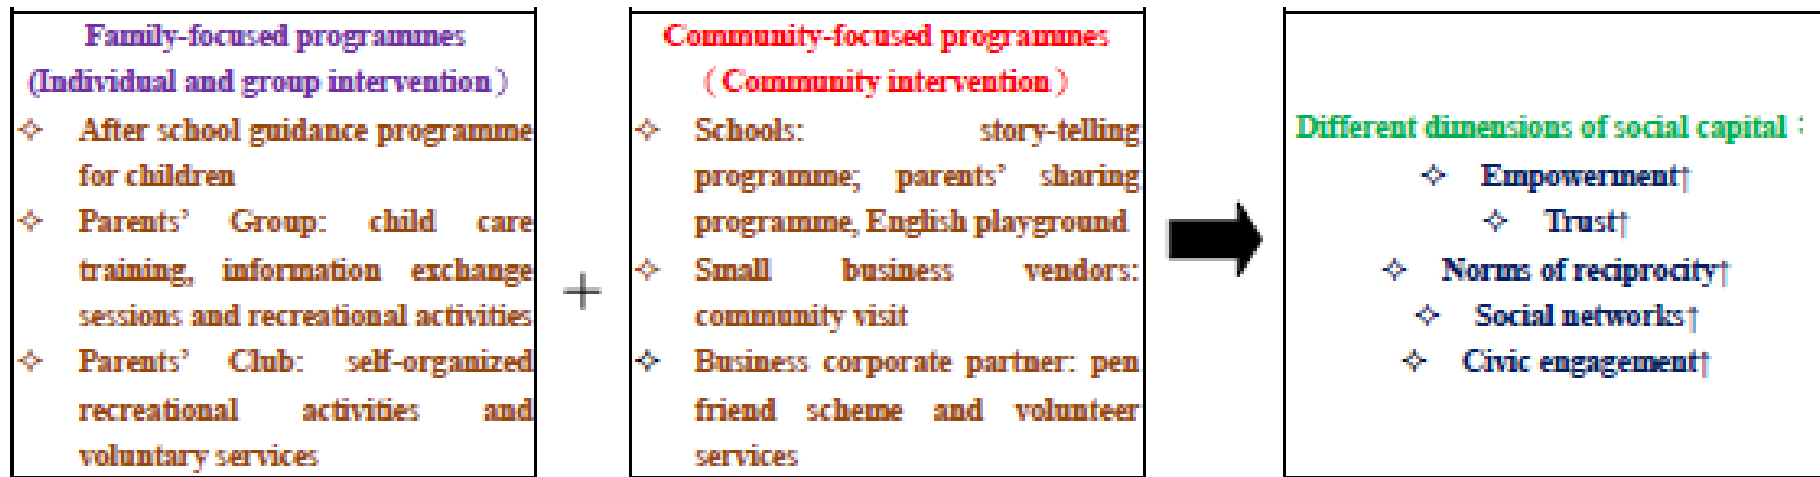 Family-focused programmes
(Individual and group intervention）
✧ After school guidance programme
for children
✧ Parents’ Group: child care
training, information exchange
sessions and recreational activities
✧ Parents’ Club: self-organized
recreational activities and
voluntary services
+
Community-focused programmes
（Community intervention）
✧ Schools: story-telling
programme; parents’ sharing
programme, English playground
✧ Small business vendors:
community visit
✧ Business corporate partner: pen
friend scheme and volunteer
services
Different dimensions of social capital：
✧ Empowerment↑
✧ Trust↑
✧ Norms of reciprocity↑
✧ Social networks↑
✧ Civic engagement↑